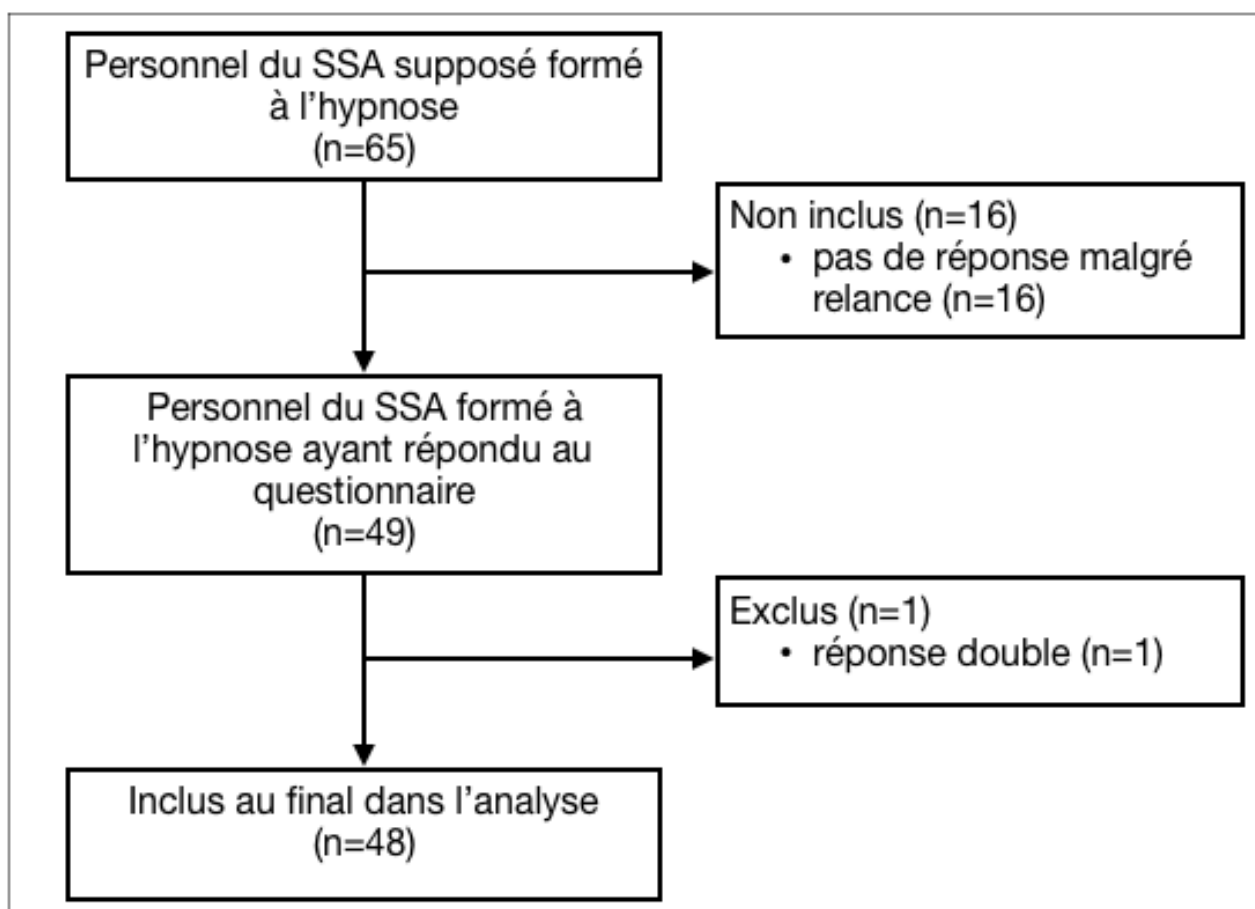 Personnel du SSA supposé formé
à l'hypnose
(n=65)
Non inclus (n=16)
• pas de réponse malgré
relance (n=16)
Personnel du SSA formé à
l'hypnose ayant répondu au
questionnaire
(n=49)
Exclus (n=1)
• réponse double (n=1)
Inclus au final dans l'analyse
(n=48)